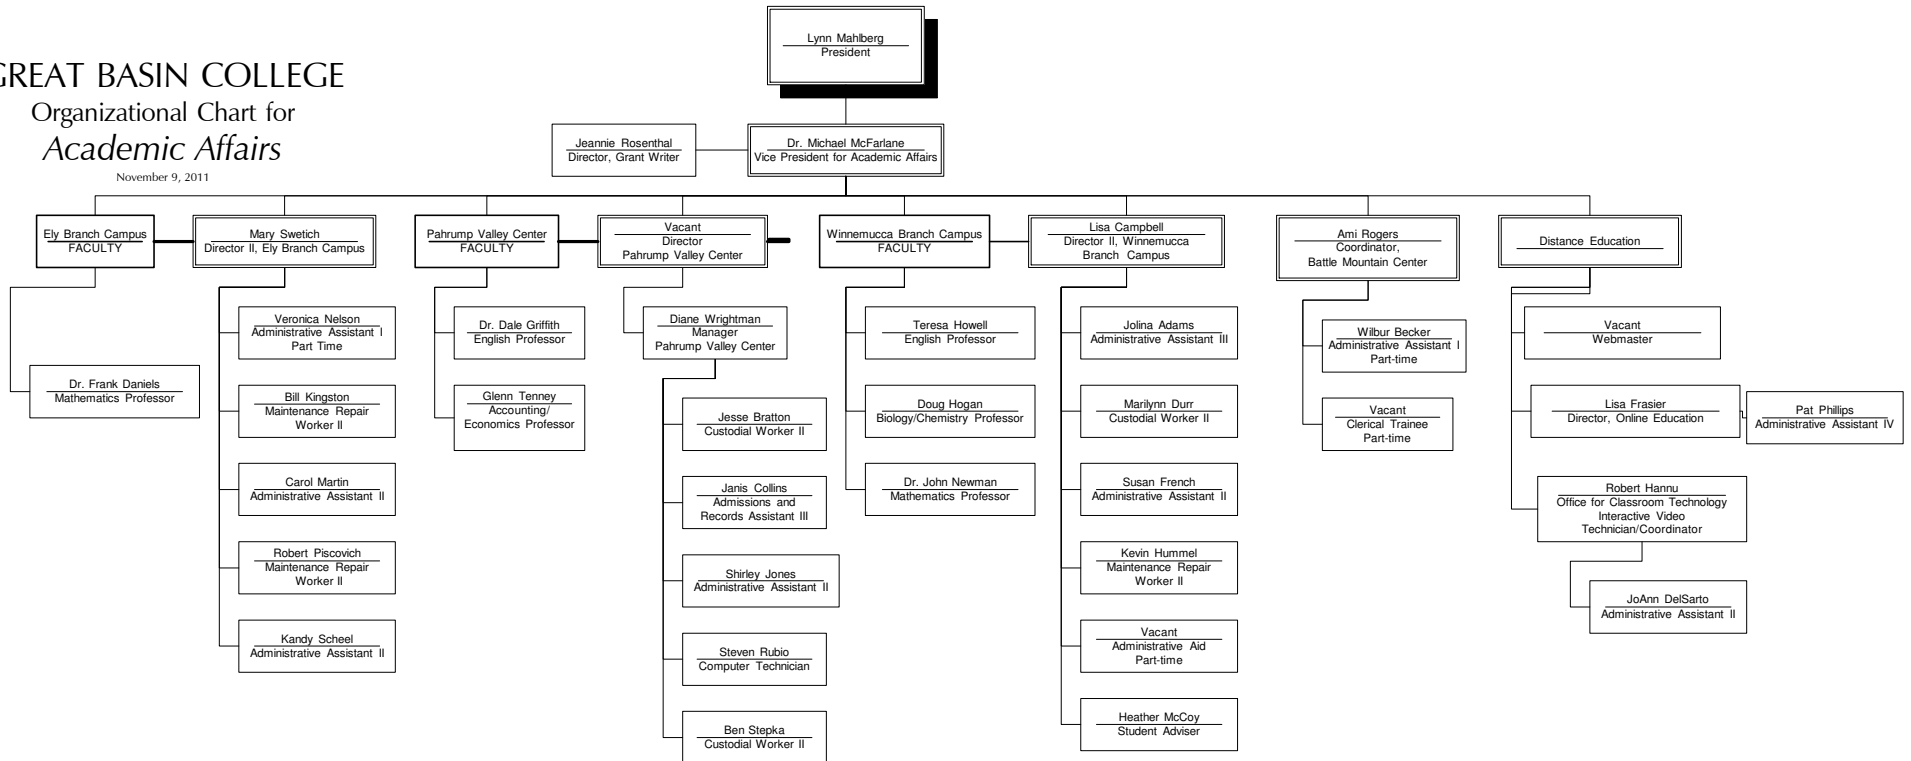 Lynn Mahlberg
President
GREAT BASIN COLLEGE
Organizational Chart for
Academic Affairs
November 9, 2011
Jeannie Rosenthal
Director, Grant Writer
Dr. Michael McFarlane
Vice President for Academic Affairs
Ely Branch Campus
FACULTY
Mary Swetich
Director II, Ely Branch Campus
Pahrump Valley Center
FACULTY
Vacant
Director
Pahrump Valley Center
Winnemucca Branch Campus
FACULTY
Lisa Campbell
Director II, Winnemucca
Branch Campus
Ami Rogers
Coordinator,
Battle Mountain Center
Distance Education
Dr. Frank Daniels
Mathematics Professor
Veronica Nelson
Administrative Assistant I
Part Time
Bill Kingston
Maintenance Repair
Worker II
Carol Martin
Administrative Assistant II
Robert Piscovich
Maintenance Repair
Worker II
Kandy Scheel
Administrative Assistant II
Dr. Dale Griffith
English Professor
Glenn Tenney
Accounting/
Economics Professor
Diane Wrightman
Manager
Pahrump Valley Center
Jesse Bratton
Custodial Worker II
Janis Collins
Admissions and
Records Assistant III
Shirley Jones
Administrative Assistant II
Steven Rubio
Computer Technician
Ben Stepka
Custodial Worker II
Teresa Howell
English Professor
Doug Hogan
Biology/Chemistry Professor
Dr. John Newman
Mathematics Professor
Jolina Adams
Administrative Assistant III
Marilynn Durr
Custodial Worker II
Susan French
Administrative Assistant II
Kevin Hummel
Maintenance Repair
Worker II
Vacant
Administrative Aid
Part-time
Heather McCoy
Student Adviser
Wilbur Becker
Administrative Assistant I
Part-time
Vacant
Clerical Trainee
Part-time
Vacant
Webmaster
Lisa Frasier
Director, Online Education
Pat Phillips
Administrative Assistant IV
Robert Hannu
Office for Classroom Technology
Interactive Video
Technician/Coordinator
JoAnn DelSarto
Administrative Assistant II